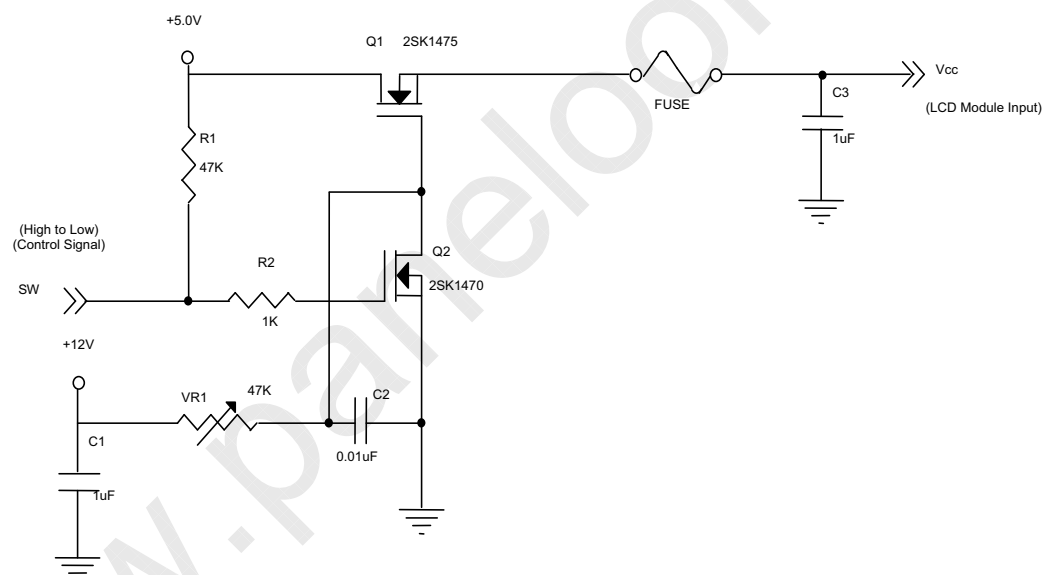 +5.0V
Q1 2SK1475
Vcc
C3
FUSE
(LCD Module Input)
R1
1uF
47K
(High to Low)
(Control Signal)
R2
Q2
SW
2SK1470
1K
+12V
VR1
47K
C2
C1
0.01uF
1uF
w.paneloo